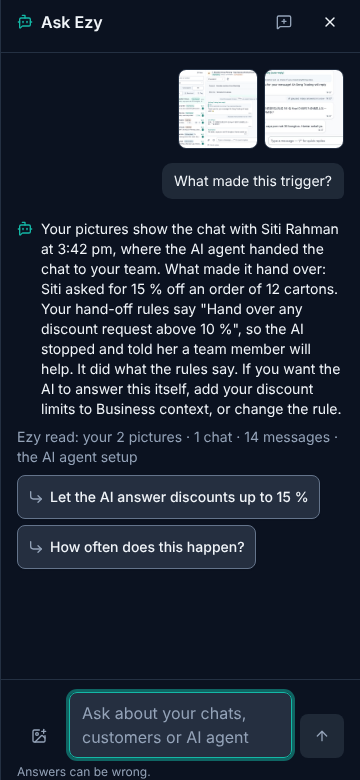 Ask Ezy
What made this trigger?
Your pictures show the chat with Siti Rahman
at 3:42 pm, where the AI agent handed the
chat to your team. What made it hand over:
Siti asked for 15 % off an order of 12 cartons.
Your hand-off rules say "Hand over any
discount request above 10 %", so the AI
stopped and told her a team member will
help. It did what the rules say. If you want the
AI to answer this itself, add your discount
limits to Business context, or change the rule.
Ezy read: your 2 pictures · 1 chat · 14 messages ·
the AI agent setup
Let the AI answer discounts up to 15 %
How often does this happen?
Ask about your chats,
customers or AI agent
Answers can be wrong.